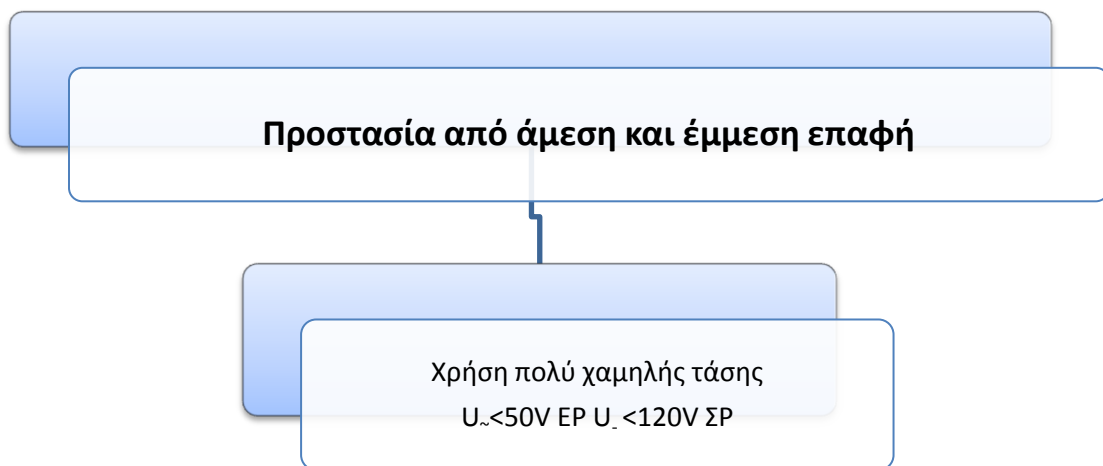 Προστασία από άμεση και έμμεση επαφή
Χρήση πολύ χαμηλής τάσης
U~<50V ΕΡ U- <120V ΣΡ